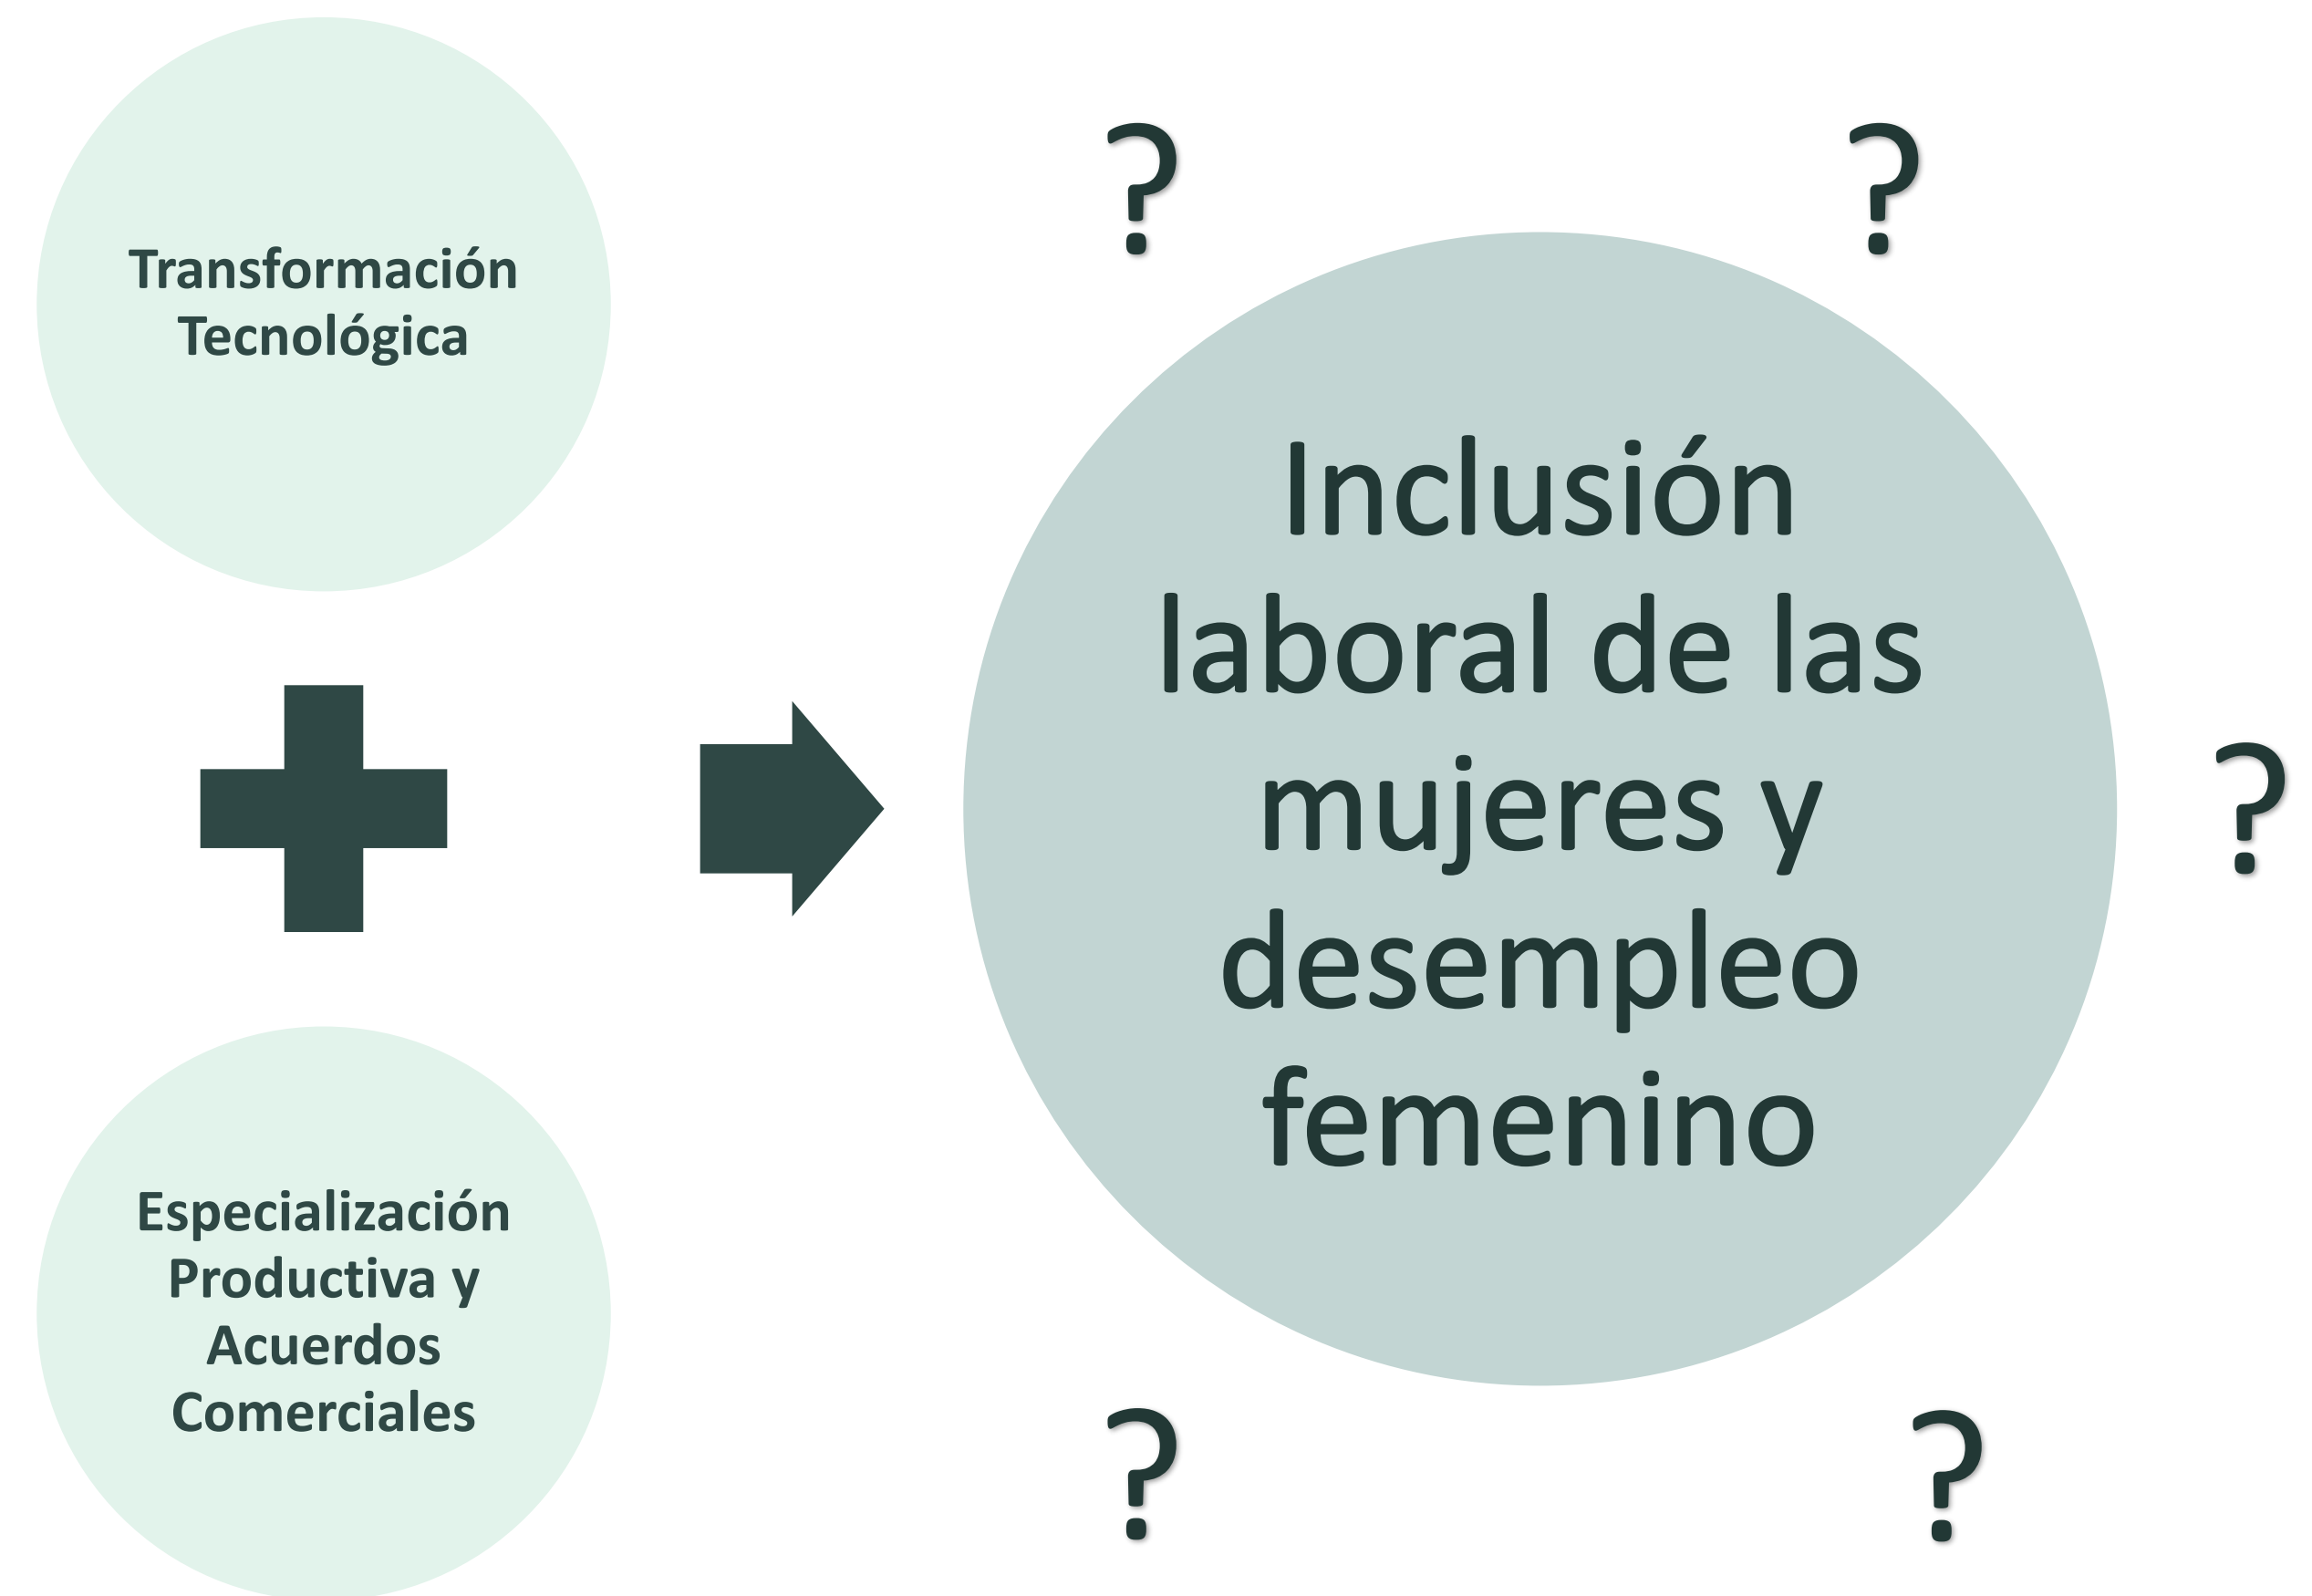 Transformación
Tecnológica
Especialización
Productiva y
Acuerdos
Comerciales
?
?
Inclusión
laboral de las
mujeres y
desempleo
femenino
?
?
?